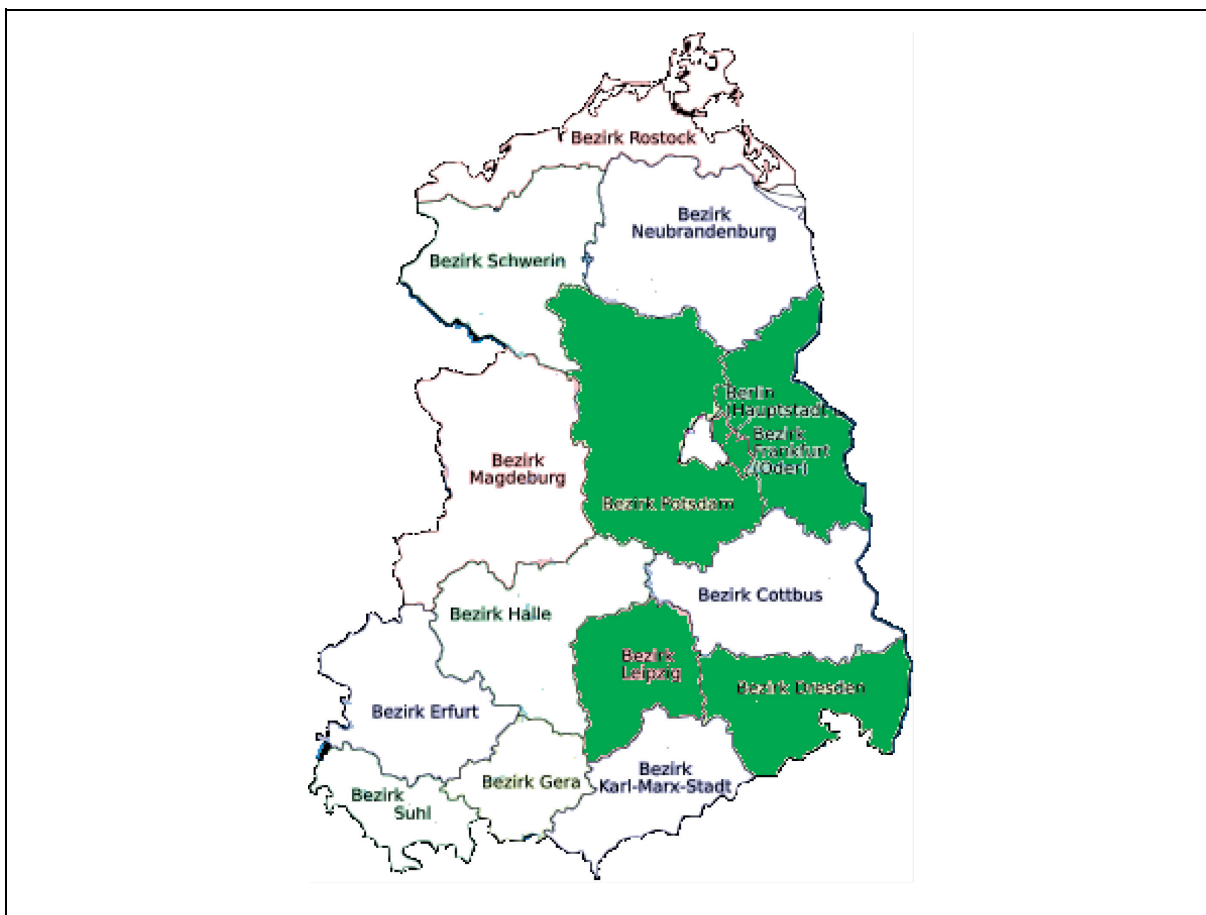 Bezirk Rostock
Bezirk
Neubrandenburg
Bezirk Schwerin
Berlin
(Hauptstadt
Bezirk
Frankfurt
(Oder)
Bezirk
Magdeburg
Bezirk Potsdam
Bezirk Cottbus
Bezirk Halle
Bezirk
Leipzig
Bezirk Dresden
Bezirk Erfurt
Bezirk Gera
Bezirk
Karl-Marx-Stadt
Bezirk
Suhl